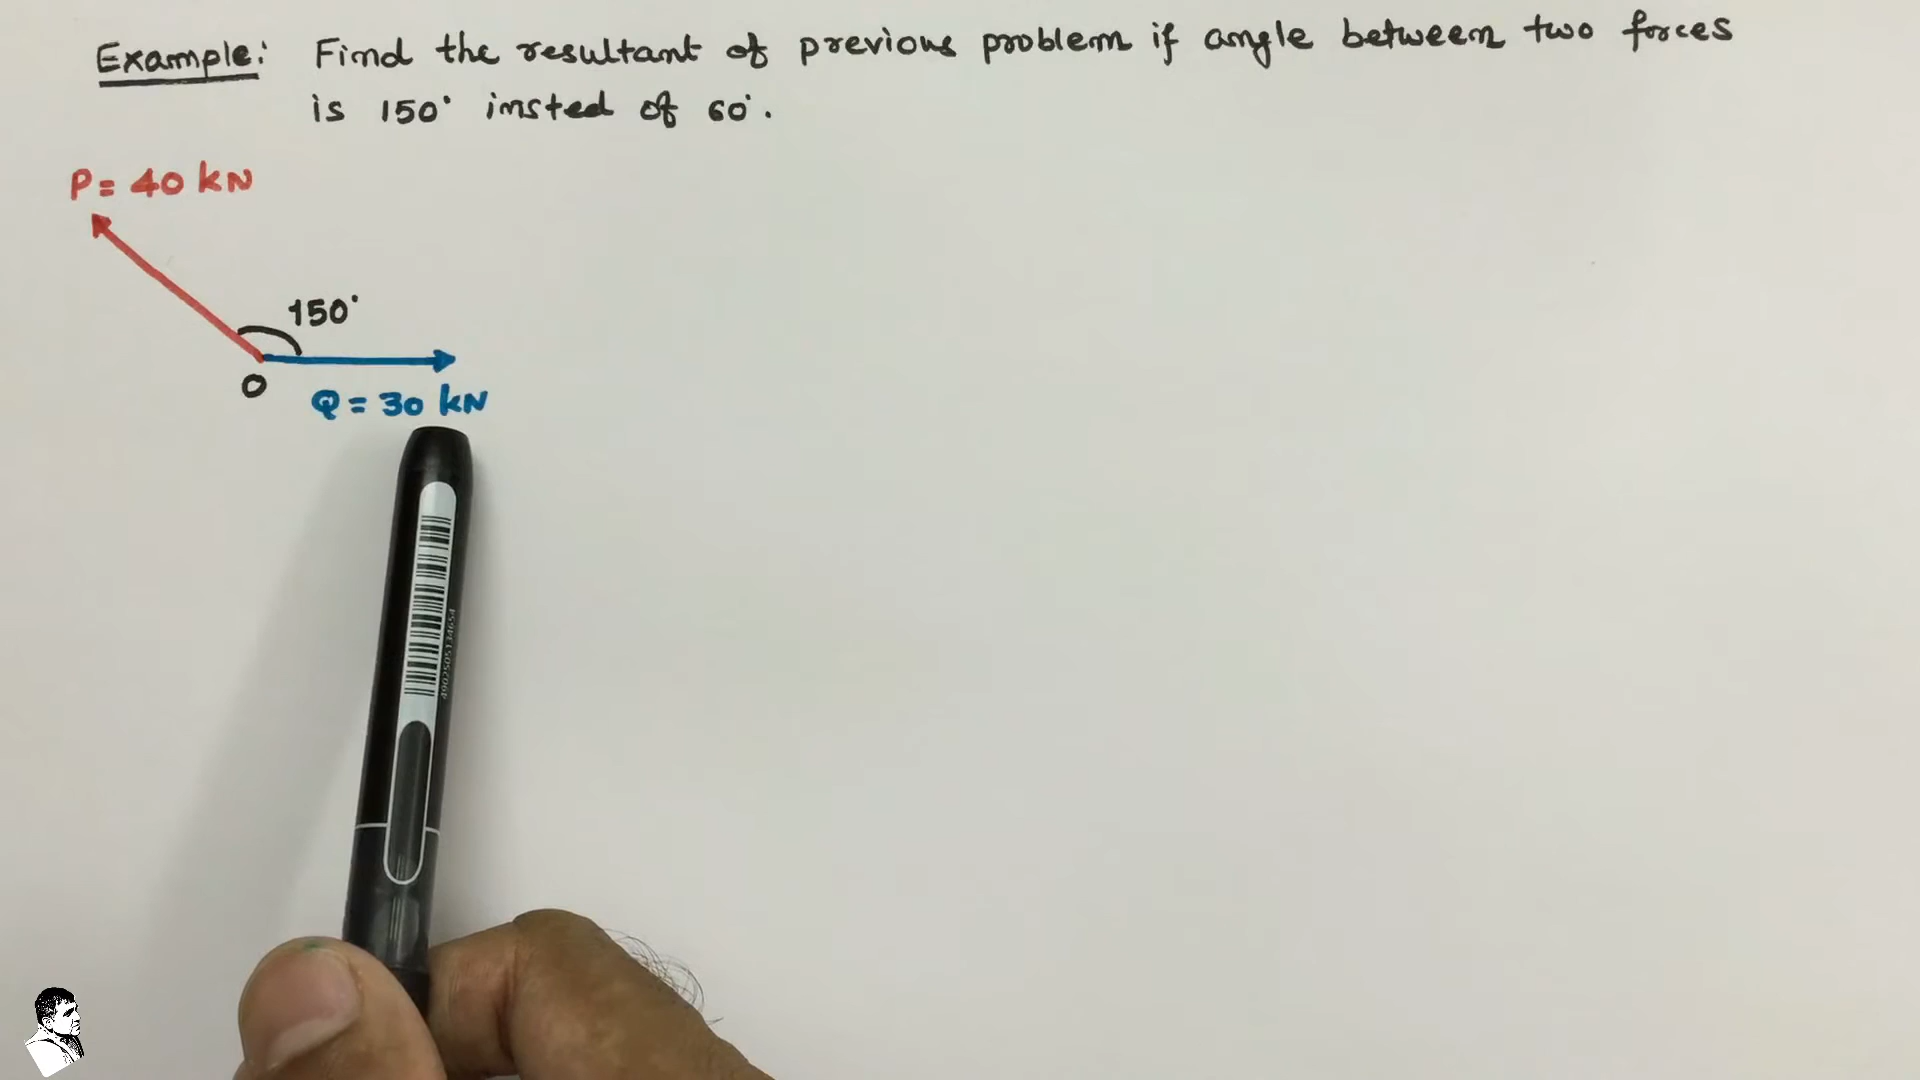 Example: Find the resultant of previous problem if angle between two forces
is 150° insted of 60°.
P = 40 kN
150°
O
Q = 30 kN
4902505134654